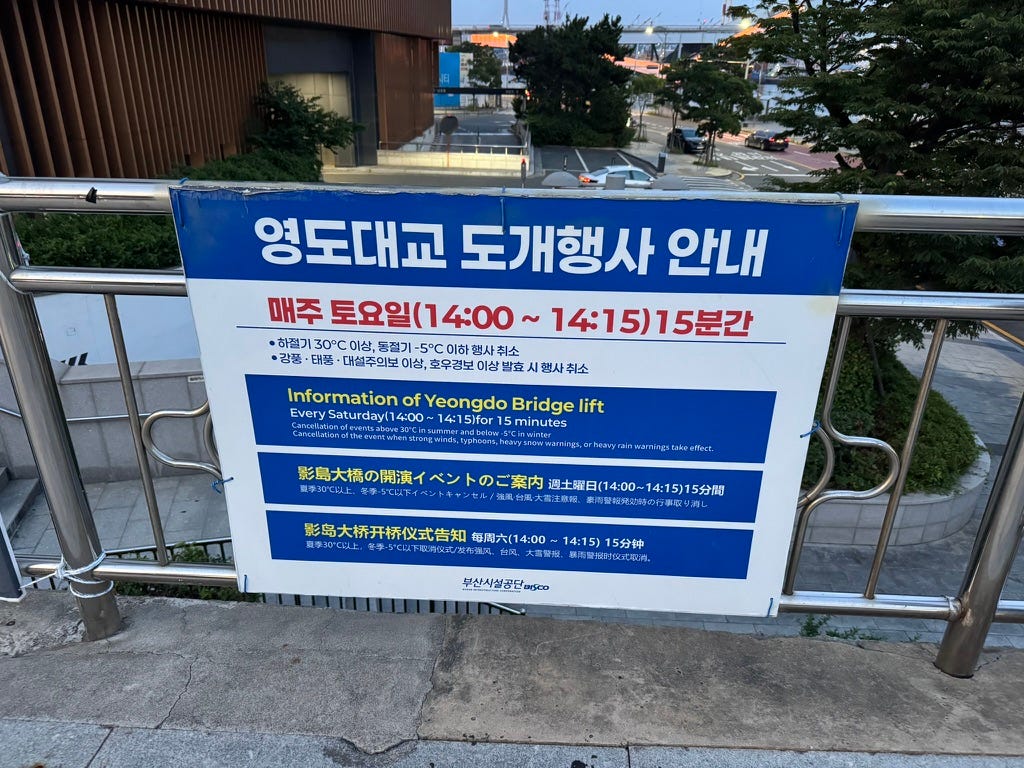 영도대교 도개행사 안내
매주 토요일(14:00 ~ 14:15)15분간
• 하절기 30°C 이상, 동절기 -5°C 이하 행사 취소
• 강풍 · 태풍 · 대설주의보 이상, 호우경보 이상 발효 시 행사 취소
Information of Yeongdo Bridge lift
Every Saturday(14:00 ~ 14:15)for 15 minutes
Cancellation of events above 30°C in summer and below -5°C in winter
Cancellation of the event when strong winds, typhoons, heavy snow warnings, or heavy rain warnings take effect.
影島大橋の開演イベントのご案内 週土曜日(14:00~14:15)15分間
夏季30°C以上、冬季-5°C以下イベントキャンセル / 強風·台風·大雪注意報、豪雨警報発効時の行事取り消し
影岛大桥开桥仪式告知 每周六(14:00 ~ 14:15) 15分钟
夏季30°C以上，冬季-5°C以下取消仪式/发布强风、台风、大雪警报、暴雨警报时仪式取消。
부산시설공단 BISCO
BUSAN INFRASTRUCTURE CORPORATION